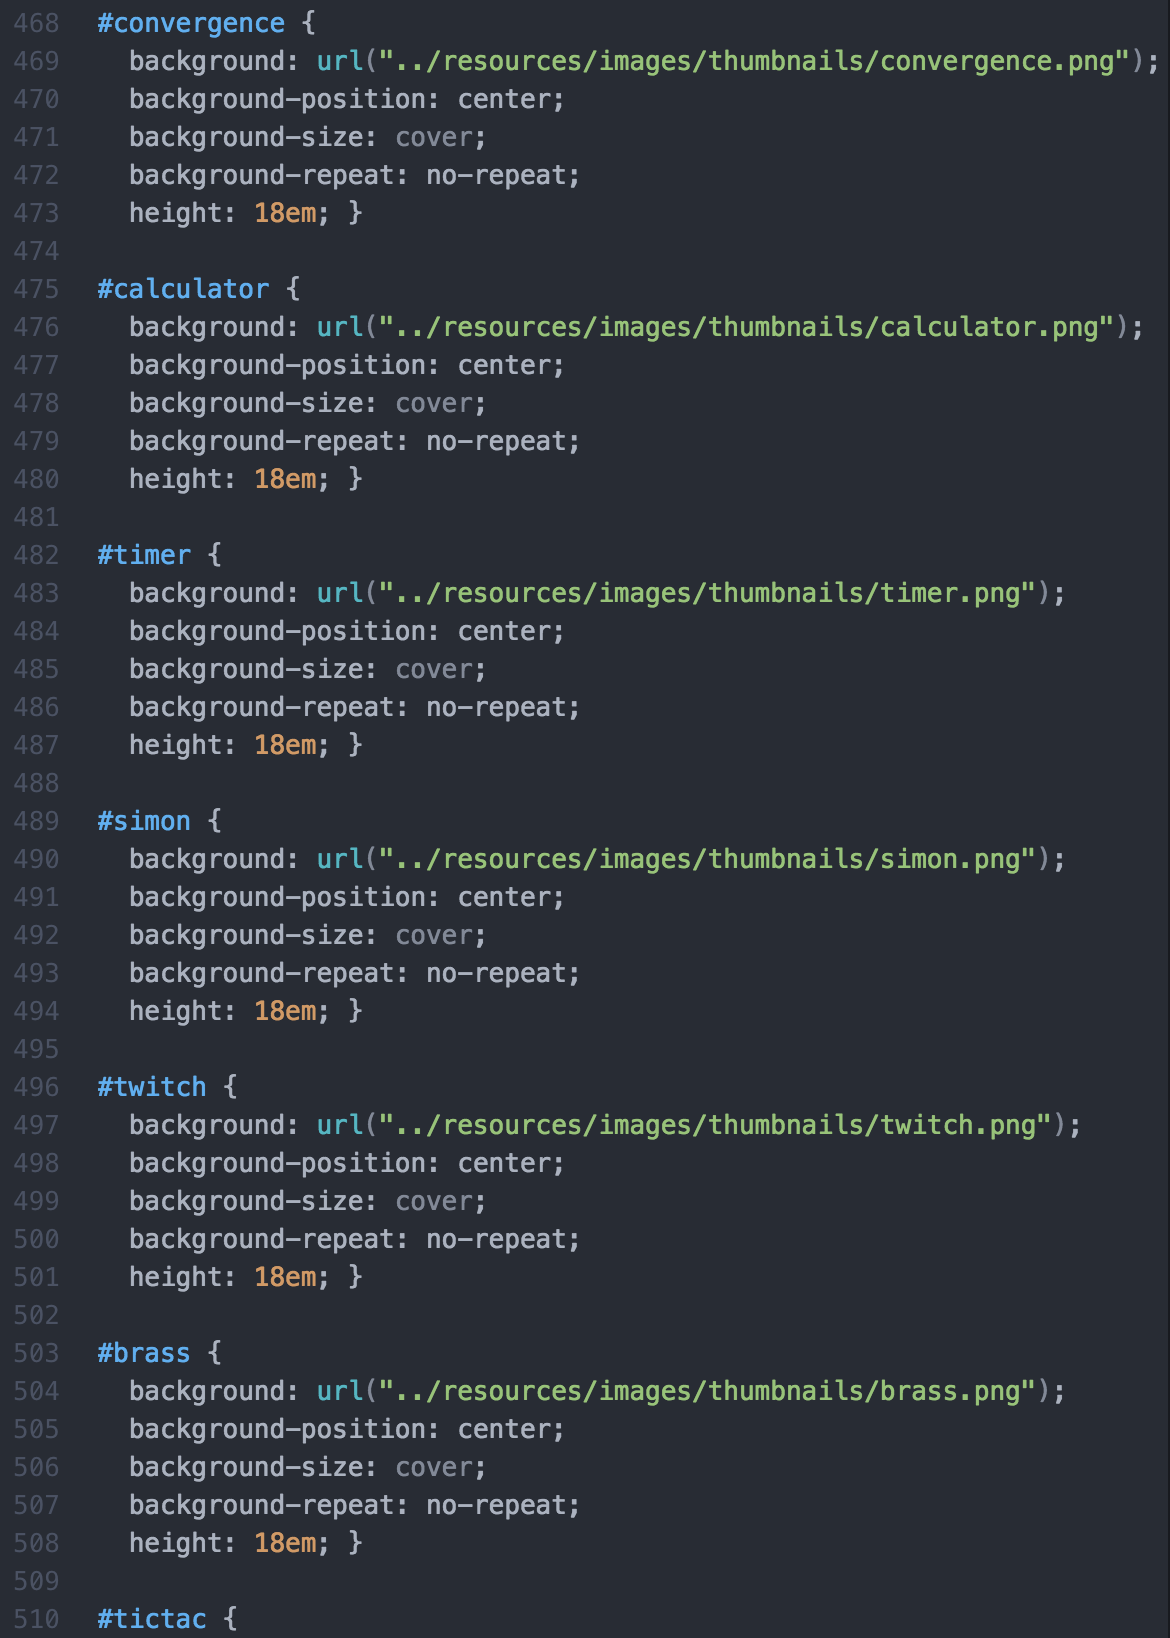 468 #convergence {
469 background: url("../resources/images/thumbnails/convergence.png");
470 background-position: center;
471 background-size: cover;
472 background-repeat: no-repeat;
473 height: 18em; }
474
475 #calculator {
476 background: url("../resources/images/thumbnails/calculator.png");
477 background-position: center;
478 background-size: cover;
479 background-repeat: no-repeat;
480 height: 18em; }
481
482 #timer {
483 background: url("../resources/images/thumbnails/timer.png");
484 background-position: center;
485 background-size: cover;
486 background-repeat: no-repeat;
487 height: 18em; }
488
489 #simon {
490 background: url("../resources/images/thumbnails/simon.png");
491 background-position: center;
492 background-size: cover;
493 background-repeat: no-repeat;
494 height: 18em; }
495
496 #twitch {
497 background: url("../resources/images/thumbnails/twitch.png");
498 background-position: center;
499 background-size: cover;
500 background-repeat: no-repeat;
501 height: 18em; }
502
503 #brass {
504 background: url("../resources/images/thumbnails/brass.png");
505 background-position: center;
506 background-size: cover;
507 background-repeat: no-repeat;
508 height: 18em; }
509
510 #tictac {